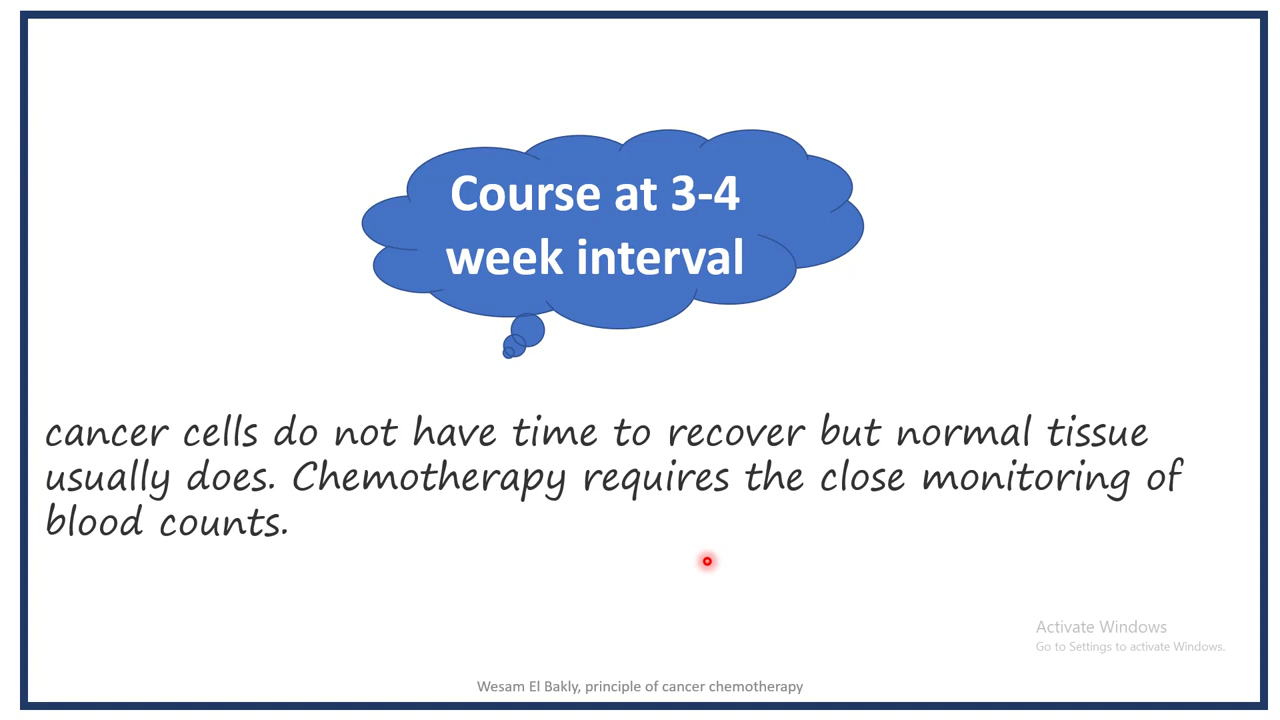 Course at 3-4
week interval
cancer cells do not have time to recover but normal tissue
usually does. Chemotherapy requires the close monitoring of
blood counts.
Activate Windows
Go to Settings to activate Windows.
Wesam El Bakly, principle of cancer chemotherapy